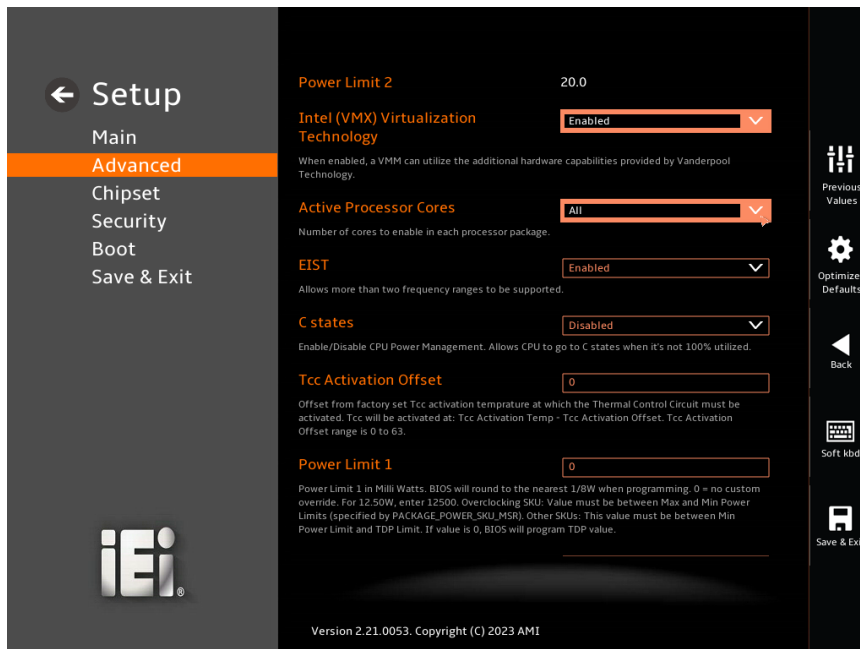 Setup
Main
Advanced
Chipset
Security
Boot
Save & Exit
Power Limit 2
20.0
Intel (VMX) Virtualization
Technology
Enabled
When enabled, a VMM can utilize the additional hardware capabilities provided by Vanderpool
Technology.
Active Processor Cores
All
Number of cores to enable in each processor package.
EIST
Enabled
Allows more than two frequency ranges to be supported.
C states
Disabled
Enable/Disable CPU Power Management. Allows CPU to go to C states when it's not 100% utilized.
Tcc Activation Offset
0
Offset from factory set Tcc activation temprature at which the Thermal Control Circuit must be
activated. Tcc will be activated at: Tcc Activation Temp - Tcc Activation Offset. Tcc Activation
Offset range is 0 to 63.
Power Limit 1
0
Power Limit 1 in Milli Watts. BIOS will round to the nearest 1/8W when programming. 0 = no custom
override. For 12.50W, enter 12500. Overclocking SKU: Value must be between Max and Min Power
Limits (specified by PACKAGE_POWER_SKU_MSR). Other SKUs: This value must be between Min
Power Limit and TDP Limit. If value is 0, BIOS will program TDP value.
Previous
Values
Optimize
Defaults
Back
Soft kbd
Save & Exi
iEi®
Version 2.21.0053. Copyright (C) 2023 AMI